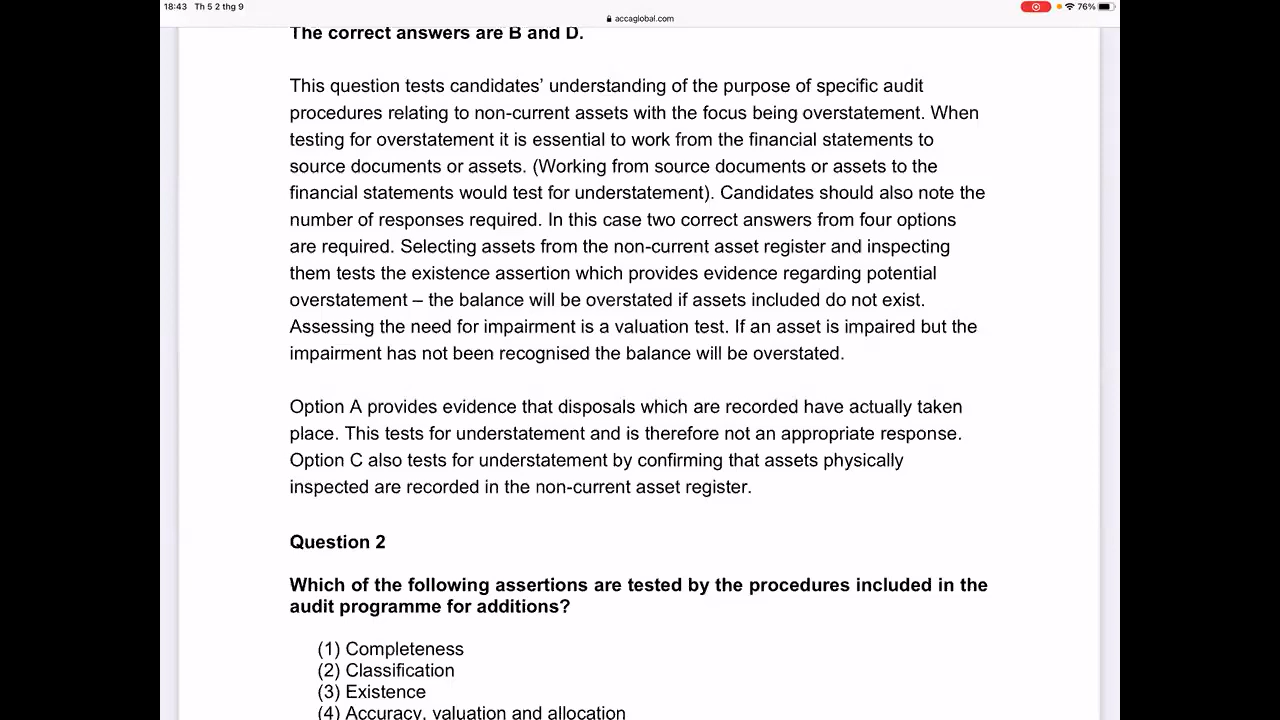 18:43 Th 5 2 thg 9
76%
accaglobal.com
The correct answers are B and D.
This question tests candidates’ understanding of the purpose of specific audit
procedures relating to non-current assets with the focus being overstatement. When
testing for overstatement it is essential to work from the financial statements to
source documents or assets. (Working from source documents or assets to the
financial statements would test for understatement). Candidates should also note the
number of responses required. In this case two correct answers from four options
are required. Selecting assets from the non-current asset register and inspecting
them tests the existence assertion which provides evidence regarding potential
overstatement – the balance will be overstated if assets included do not exist.
Assessing the need for impairment is a valuation test. If an asset is impaired but the
impairment has not been recognised the balance will be overstated.
Option A provides evidence that disposals which are recorded have actually taken
place. This tests for understatement and is therefore not an appropriate response.
Option C also tests for understatement by confirming that assets physically
inspected are recorded in the non-current asset register.
Question 2
Which of the following assertions are tested by the procedures included in the
audit programme for additions?
(1) Completeness
(2) Classification
(3) Existence
(4) Accuracy, valuation and allocation